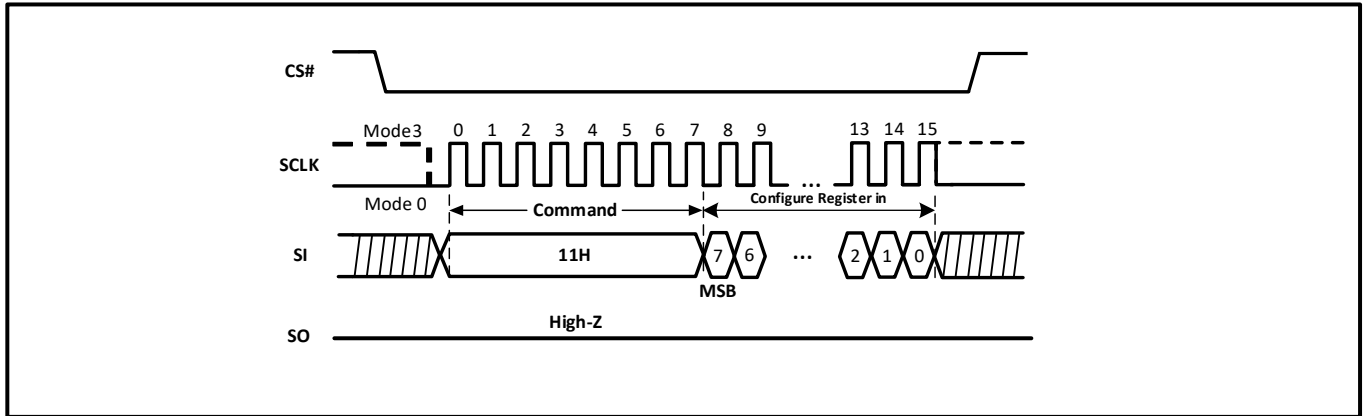 CS#
Mode3 0 1 2 3 4 5 6 7 8 9 13 14 15
SCLK
...
Mode 0
Command
Configure Register in
SI
11H
7 6 ... 2 1 0
MSB
High-Z
SO